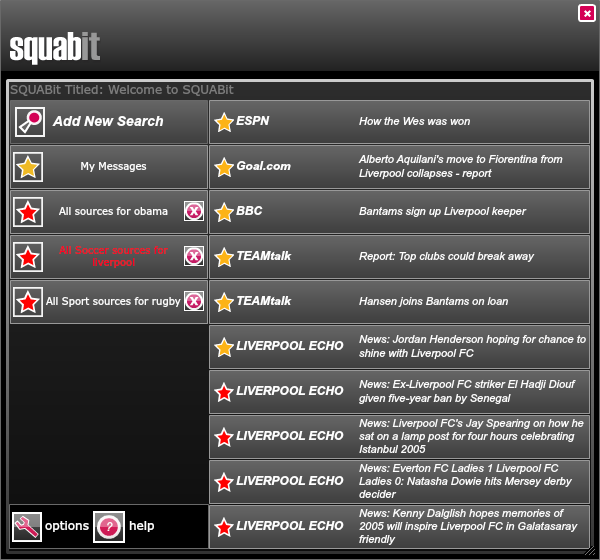 squabit
SQUABit Titled: Welcome to SQUABit
Add New Search
My Messages
All sources for obama
All Soccer sources for
liverpool
All Sport sources for rugby
ESPN
How the Wes was won
Goal.com
Alberto Aquilani's move to Fiorentina from
Liverpool collapses - report
BBC
Bantams sign up Liverpool keeper
TEAMtalk
Report: Top clubs could break away
TEAMtalk
Hansen joins Bantams on loan
LIVERPOOL ECHO
News: Jordan Henderson hoping for chance to
shine with Liverpool FC
LIVERPOOL ECHO
News: Ex-Liverpool FC striker El Hadji Diouf
given five-year ban by Senegal
LIVERPOOL ECHO
News: Liverpool FC's Jay Spearing on how he
sat on a lamp post for four hours celebrating
Istanbul 2005
LIVERPOOL ECHO
News: Everton FC Ladies 1 Liverpool FC
Ladies 0: Natasha Dowie hits Mersey derby
decider
LIVERPOOL ECHO
News: Kenny Dalglish hopes memories of
2005 will inspire Liverpool FC in Galatasaray
friendly
options
? help